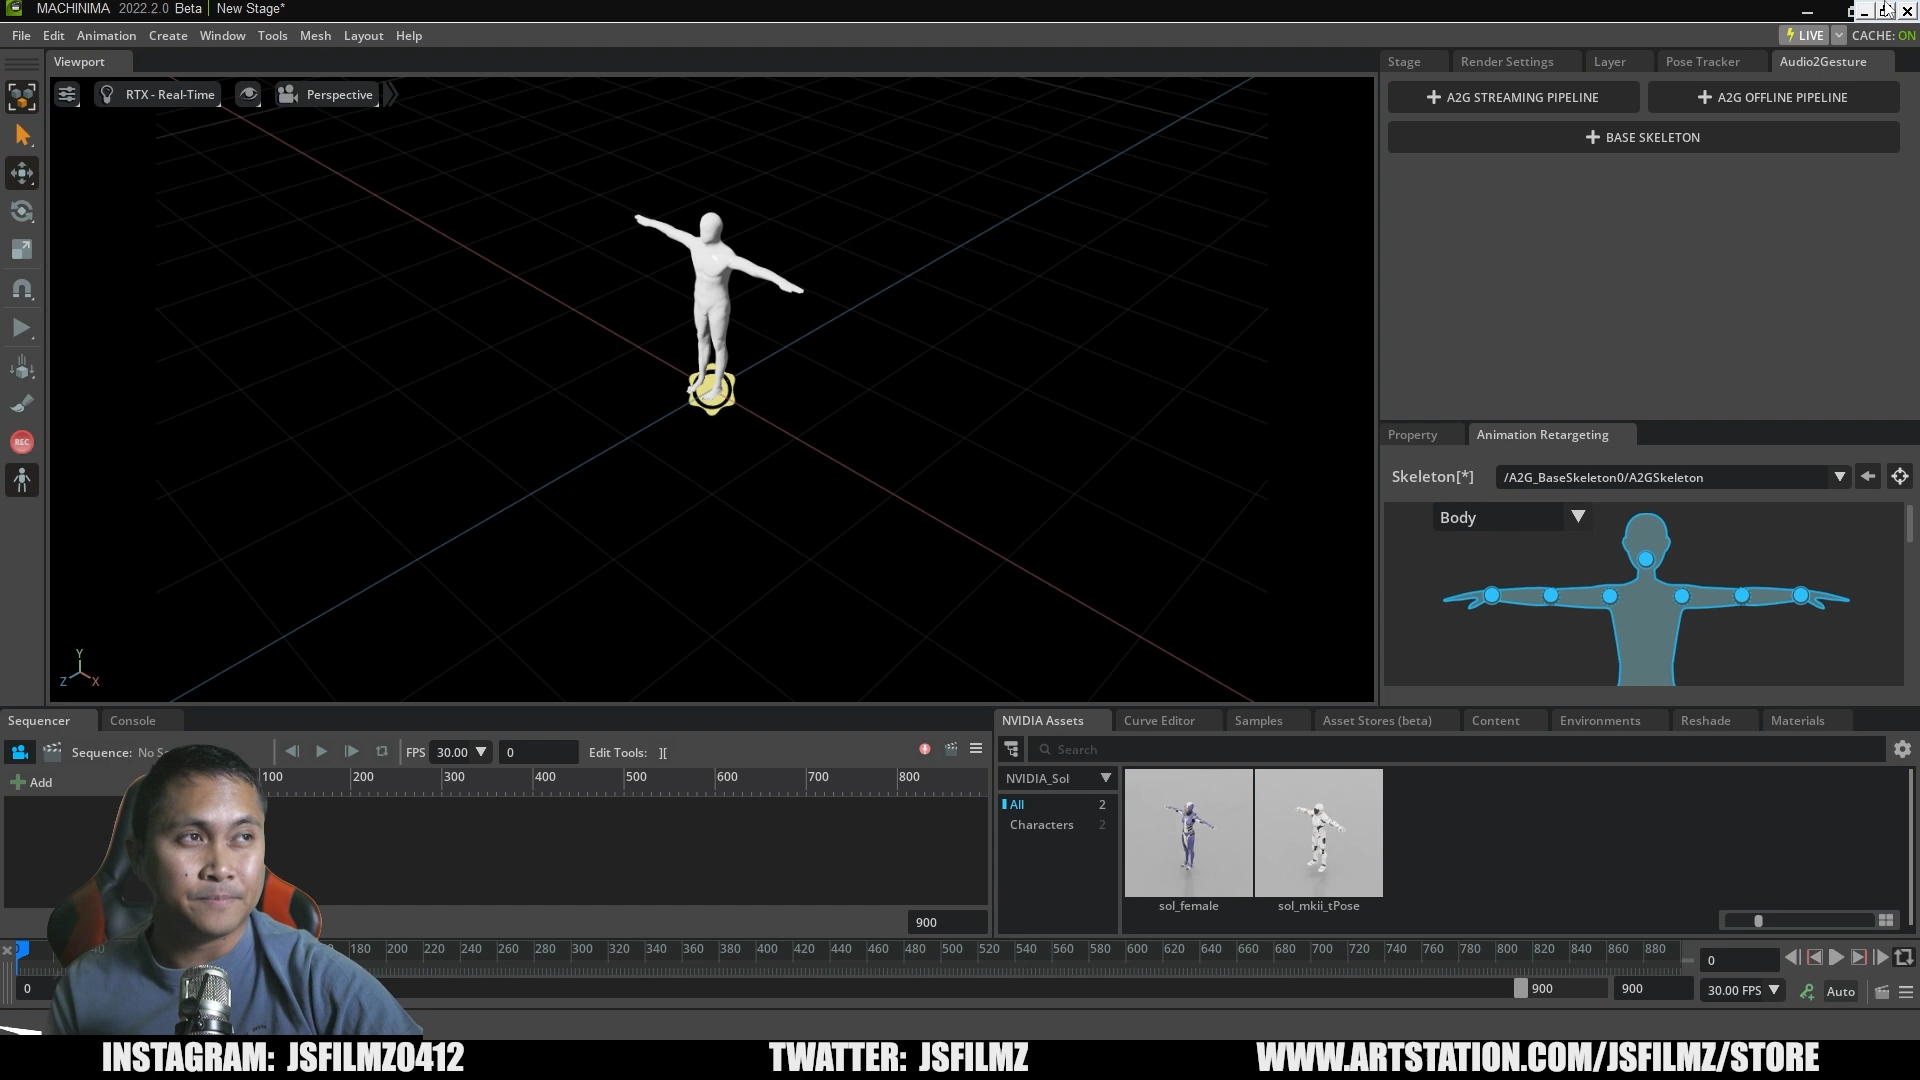 MACHINIMA 2022.2.0 Beta | New Stage*
File Edit Animation Create Window Tools Mesh Layout Help
LIVE CACHE: ON
Viewport
Stage Render Settings Layer Pose Tracker Audio2Gesture
RTX - Real-Time Perspective
A2G STREAMING PIPELINE A2G OFFLINE PIPELINE
BASE SKELETON
Property Animation Retargeting
Skeleton[*] /A2G_BaseSkeleton0/A2GSkeleton
Body
REC
Y
Z X
Sequencer Console
NVIDIA Assets Curve Editor Samples Asset Stores (beta) Content Environments Reshade Materials
Sequence: No FPS 30.00 0 Edit Tools: ][
Search
Add 100 200 300 400 500 600 700 800
NVIDIA_Sol
All 2
Characters 2
sol_female sol_mkii_tPose
900
180 200 220 240 260 280 300 320 340 360 380 400 420 440 460 480 500 520 540 560 580 600 620 640 660 680 700 720 740 760 780 800 820 840 860 880 0
0 900 900 30.00 FPS Auto
INSTAGRAM: JSFILMZ0412 TWATTER: JSFILMZ WWW.ARTSTATION.COM/JSFILMZ/STORE